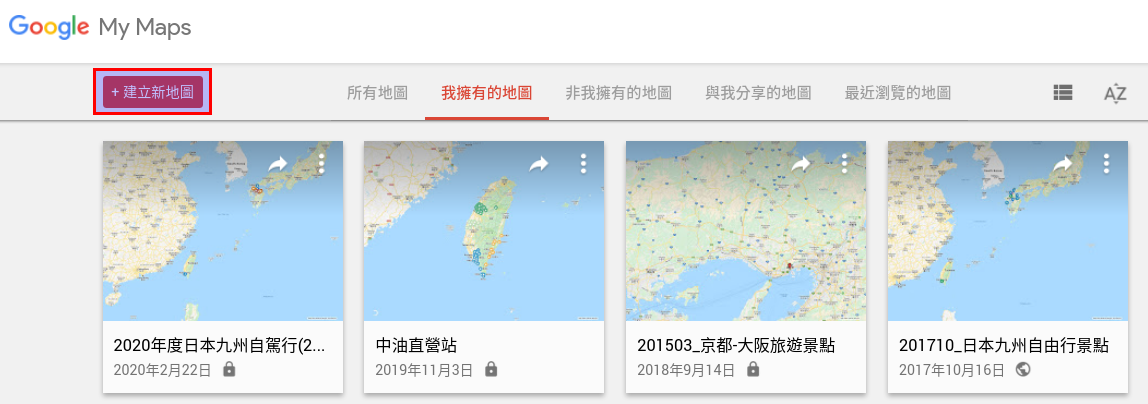 Google My Maps
+ 建立新地圖
所有地圖 我擁有的地圖 非我擁有的地圖 與我分享的地圖 最近瀏覽的地圖 AZ
2020年度日本九州自駕行(2... 中油直營站 201503_京都-大阪旅遊景點 201710_日本九州自由行景點
2020年2月22日 2019年11月3日 2018年9月14日 2017年10月16日